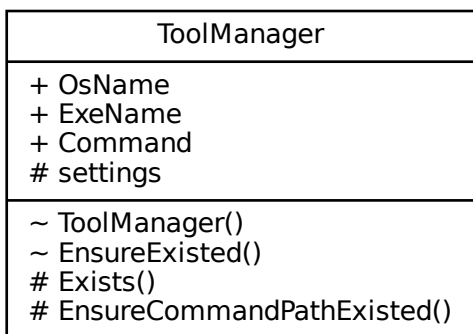 ToolManager
+ OsName
+ ExeName
+ Command
# settings
~ ToolManager()
~ EnsureExisted()
# Exists()
# EnsureCommandPathExisted()